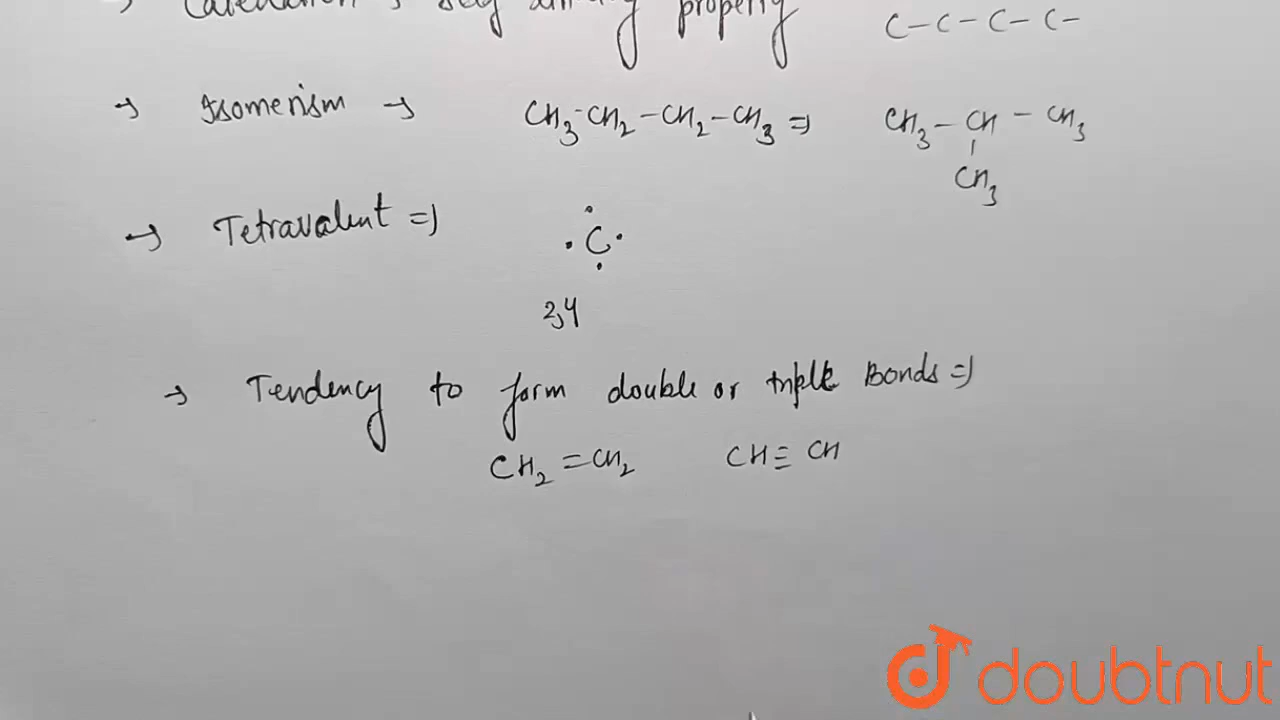 property C-C-C-C-
→ Isomerism → CH3-CH2-CH2-CH3 ⇒ CH3-CH-CH3
CH3
→ Tetravalent ⇒ C
2,4
→ Tendency to form double or triple Bonds ⇒
CH2=CH2 CH≡CH
doubtnut